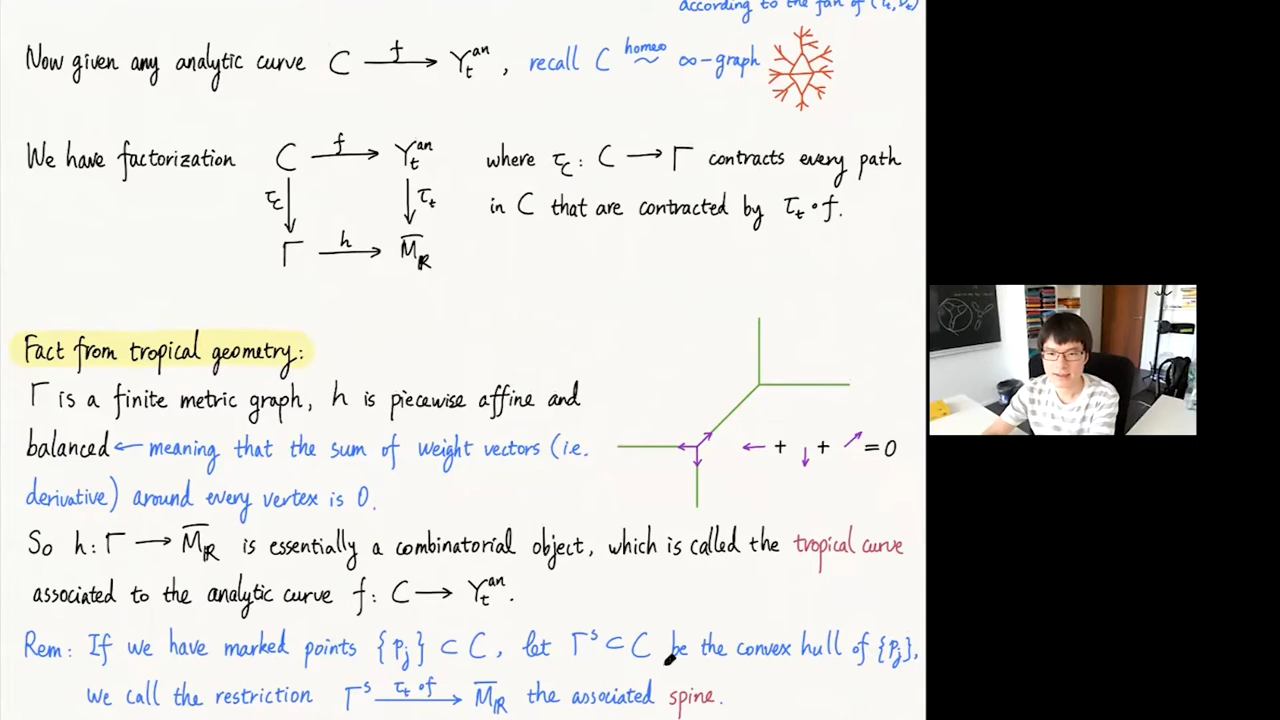 according to the fan of (Y_t, D_t)
Now given any analytic curve C —f→ Y_t^an , recall C homeo ~ ∞-graph
We have factorization C —f→ Y_t^an where τ_C : C → Γ contracts every path
τ_C τ_t in C that are contracted by τ_t ∘ f.
Γ —h→ M̅_ℝ
Fact from tropical geometry:
Γ is a finite metric graph, h is piecewise affine and
balanced ← meaning that the sum of weight vectors (i.e. ← + ↓ + ↗ = 0
derivative) around every vertex is 0.
So h : Γ → M̅_ℝ is essentially a combinatorial object, which is called the tropical curve
associated to the analytic curve f : C → Y_t^an.
Rem: If we have marked points {p_j} ⊂ C, let Γ^s ⊂ C be the convex hull of {p_j},
we call the restriction Γ^s —τ_t∘f→ M̅_ℝ the associated spine.